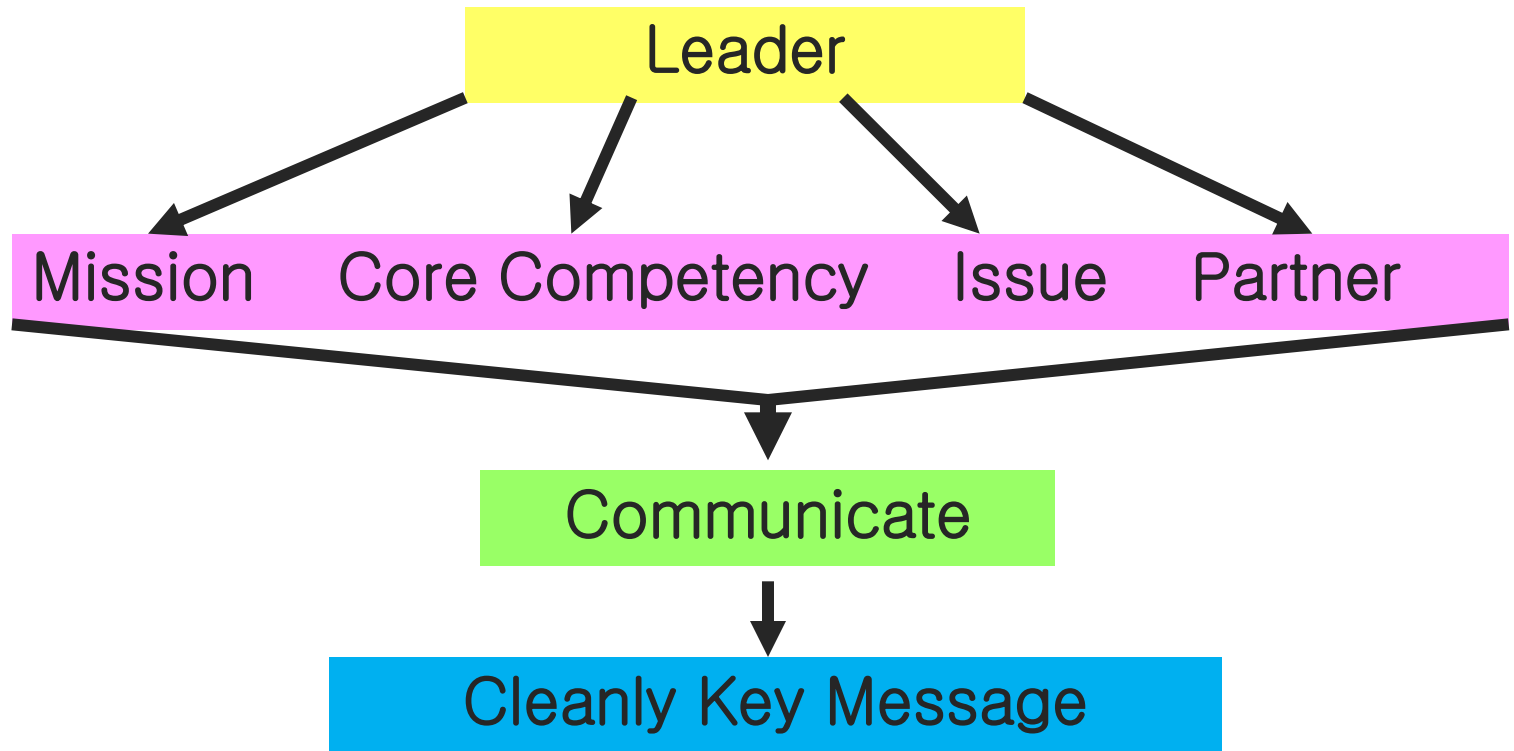 Leader
Mission Core Competency Issue Partner
Communicate
Cleanly Key Message